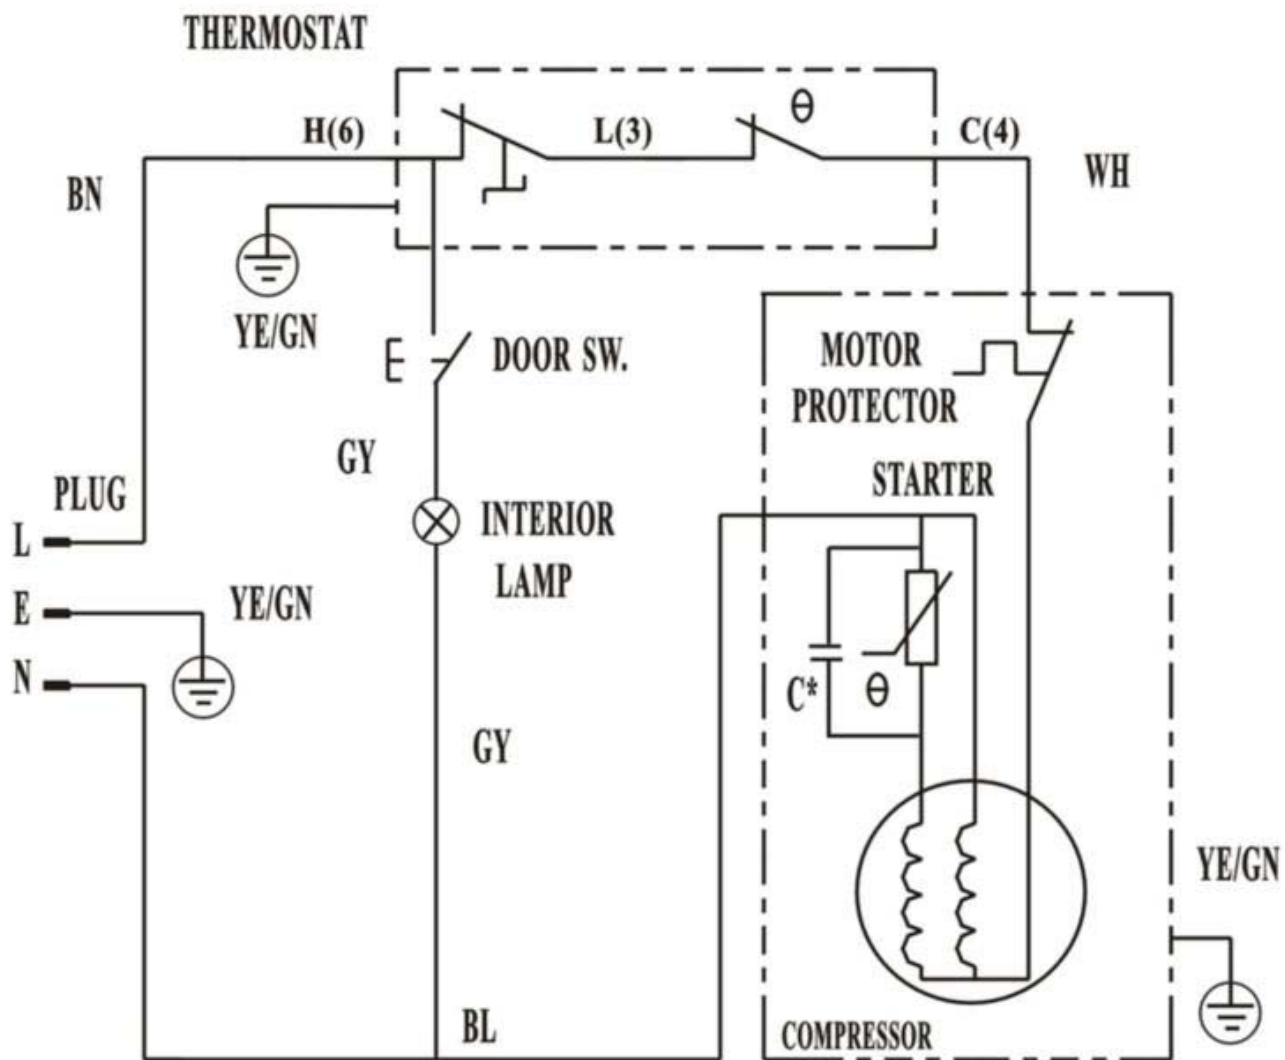 THERMOSTAT
H(6)
L(3)
θ
C(4)
BN
WH
YE/GN
DOOR SW.
MOTOR
PROTECTOR
GY
STARTER
PLUG
L
INTERIOR
LAMP
E
YE/GN
N
C*
θ
GY
YE/GN
BL
COMPRESSOR